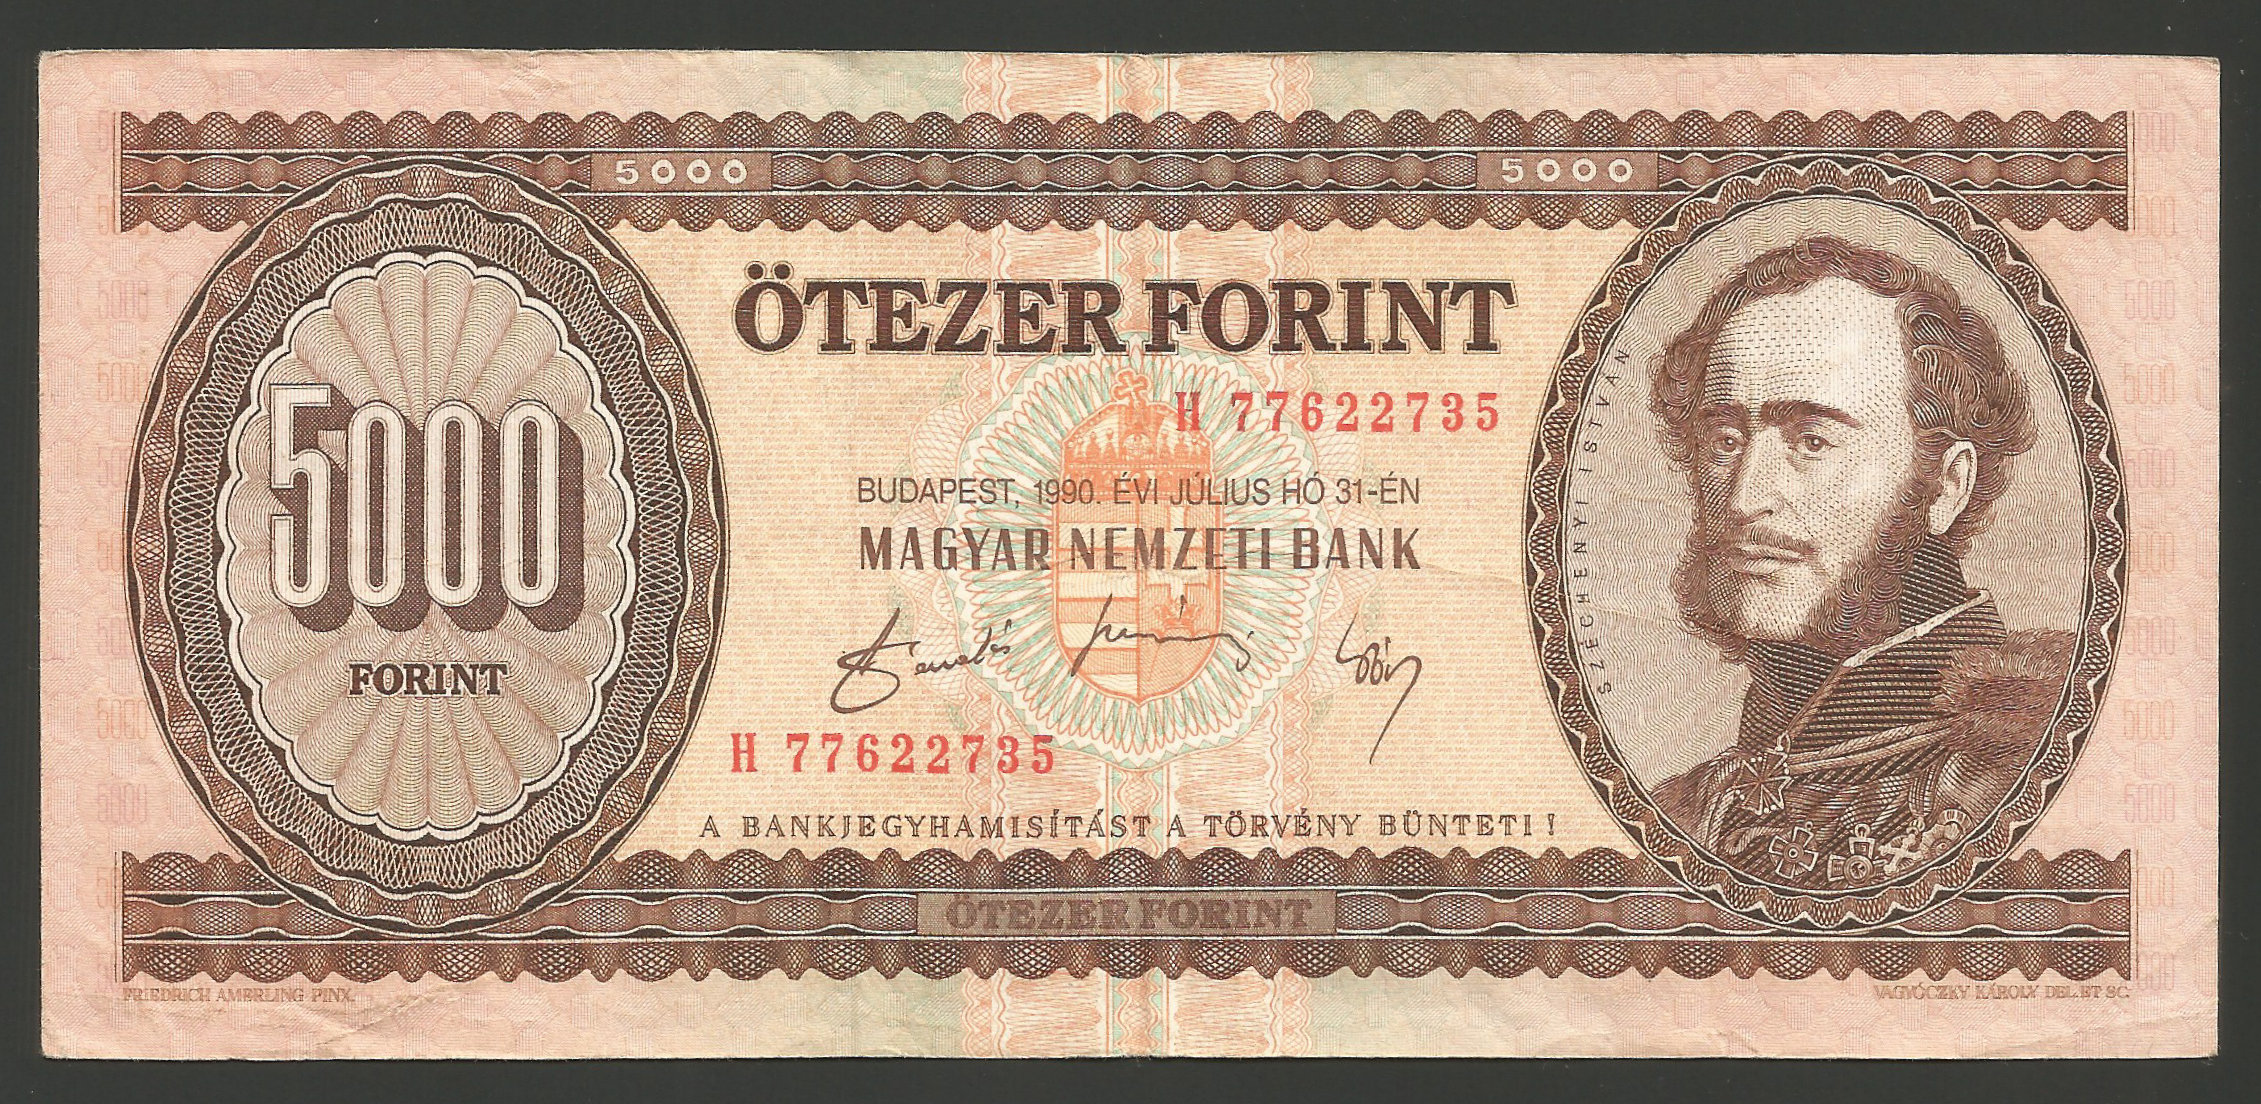 5000 5000
ÖTEZER FORINT
H 77622735
BUDAPEST, 1990. ÉVI JÚLIUS HÓ 31-ÉN
MAGYAR NEMZETI BANK
5000
FORINT
SZÉCHENYI ISTVÁN
H 77622735
A BANKJEGYHAMISÍTÁST A TÖRVÉNY BÜNTETI !
ÖTEZER FORINT
FRIEDRICH AMERLING PINX.
VAGYÓCZKY KÁROLY DEL. ET SC.